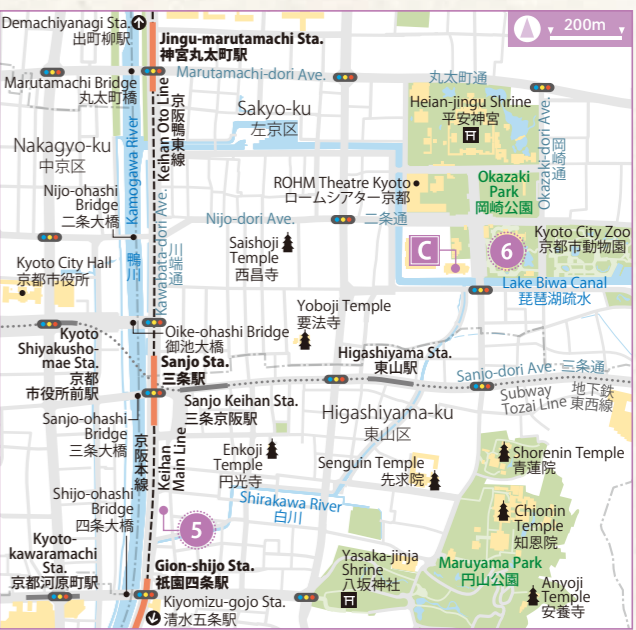 Demachiyanagi Sta.
出町柳駅
Jingu-marutamachi Sta.
神宮丸太町駅
200m
Marutamachi Bridge
丸太町橋
Marutamachi-dori Ave.
丸太町通
京阪鴨東線
Keihan Oto Line
Sakyo-ku
左京区
Heian-jingu Shrine
平安神宮
Okazaki-dori Ave.
岡崎通
Nakagyo-ku
中京区
Kamogawa River
鴨川
Nijo-ohashi
Bridge
二条大橋
ROHM Theatre Kyoto
ロームシアター京都
Okazaki
Park
岡崎公園
Nijo-dori Ave.
二条通
Kawabata-dori Ave.
川端通
Saishoji
Temple
西昌寺
C
6
Kyoto City Zoo
京都市動物園
Kyoto City Hall
京都市役所
Lake Biwa Canal
琵琶湖疏水
Yoboji Temple
要法寺
Oike-ohashi Bridge
御池大橋
Kyoto
Shiyakusho-
mae Sta.
京都
市役所前駅
Sanjo Sta.
三条駅
Higashiyama Sta.
東山駅
Sanjo-dori Ave.
三条通
Subway
Tozai Line
地下鉄
東西線
Sanjo Keihan Sta.
三条京阪駅
Higashiyama-ku
東山区
Sanjo-ohashi
Bridge
三条大橋
京阪本線
Keihan
Main Line
Enkoji
Temple
円光寺
Senguin Temple
先求院
Shorenin Temple
青蓮院
Shijo-ohashi
Bridge
四条大橋
5
Shirakawa River
白川
Chionin
Temple
知恩院
Kyoto-
kawaramachi
Sta.
京都河原町駅
Gion-shijo Sta.
祇園四条駅
Yasaka-jinja
Shrine
八坂神社
Maruyama Park
円山公園
Anyoji
Temple
安養寺
Kiyomizu-gojo Sta.
清水五条駅